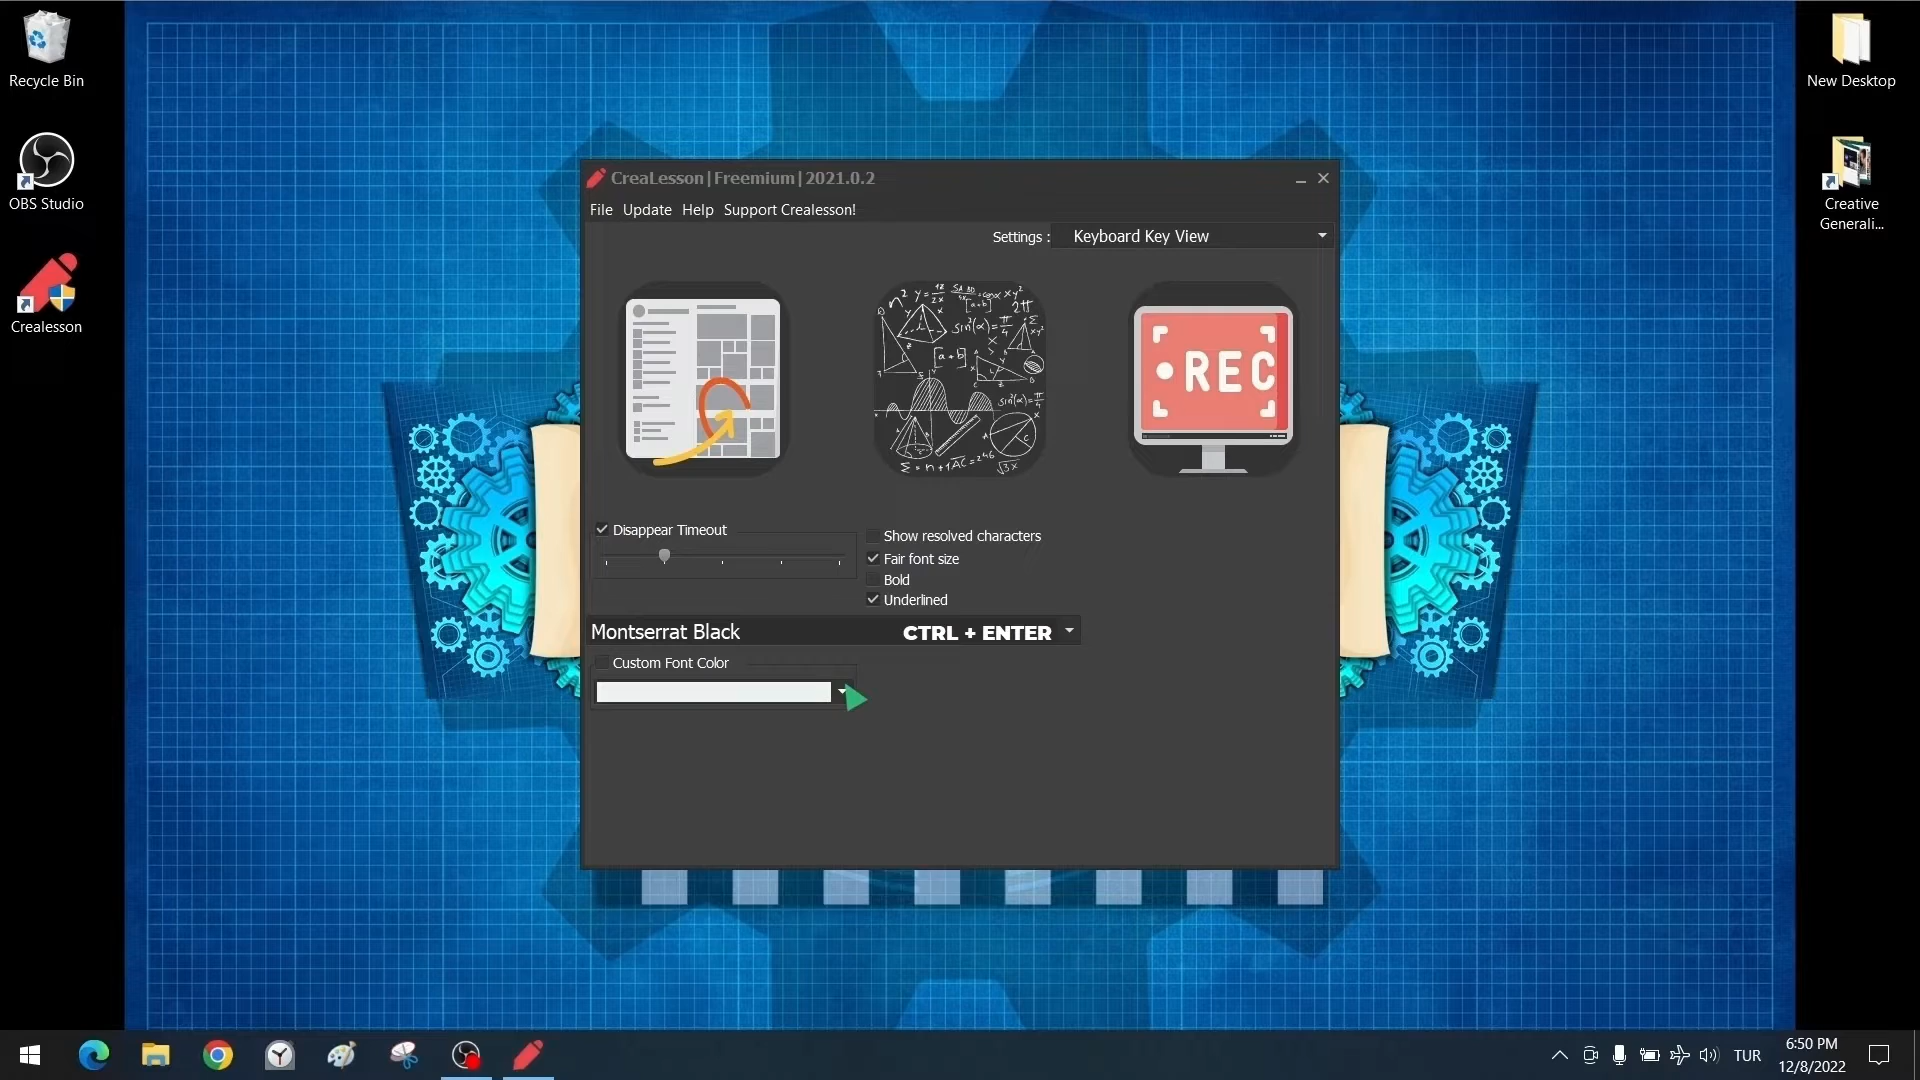 Recycle Bin
OBS Studio
Crealesson
New Desktop
Creative
Generali...
CreaLesson|Freemium|2021.0.2
File Update Help Support Crealesson!
Settings : Keyboard Key View
REC
Disappear Timeout
Show resolved characters
Fair font size
Bold
Underlined
Montserrat Black CTRL + ENTER
Custom Font Color
TUR
6:50 PM
12/8/2022